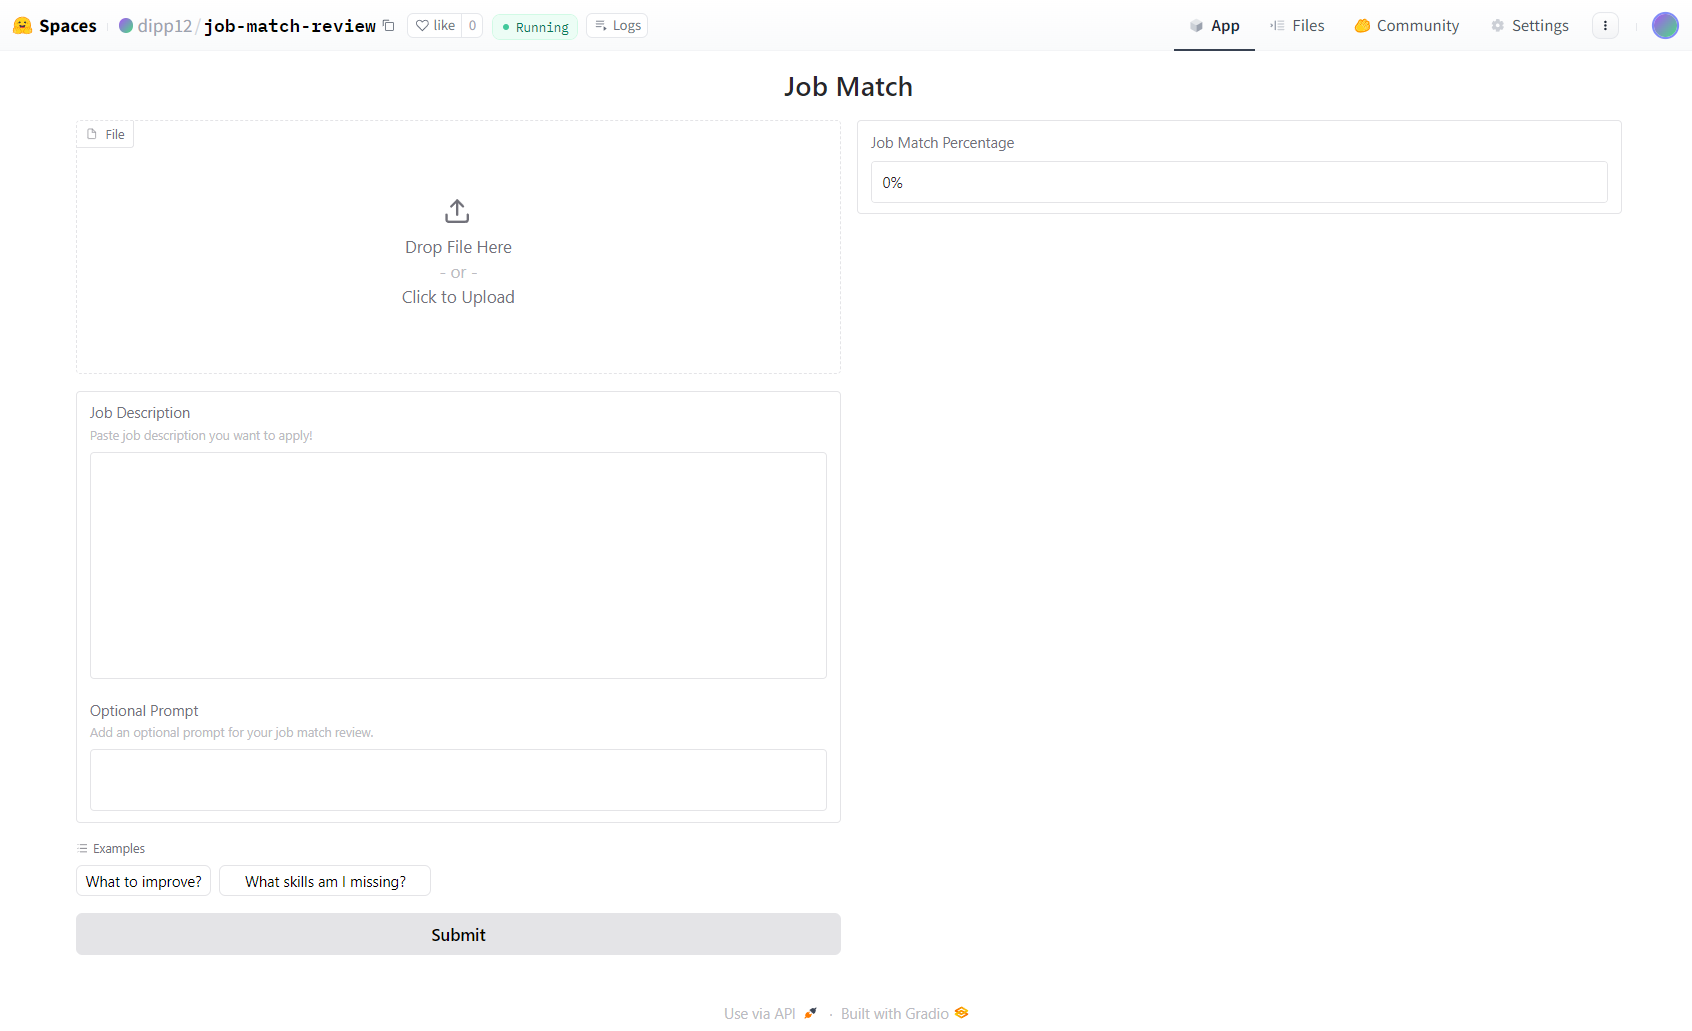 Spaces dipp12/job-match-review like 0 Running Logs App Files Community Settings
Job Match
File
Drop File Here
- or -
Click to Upload
Job Match Percentage
0%
Job Description
Paste job description you want to apply!
Optional Prompt
Add an optional prompt for your job match review.
Examples
What to improve? What skills am I missing?
Submit
Use via API · Built with Gradio